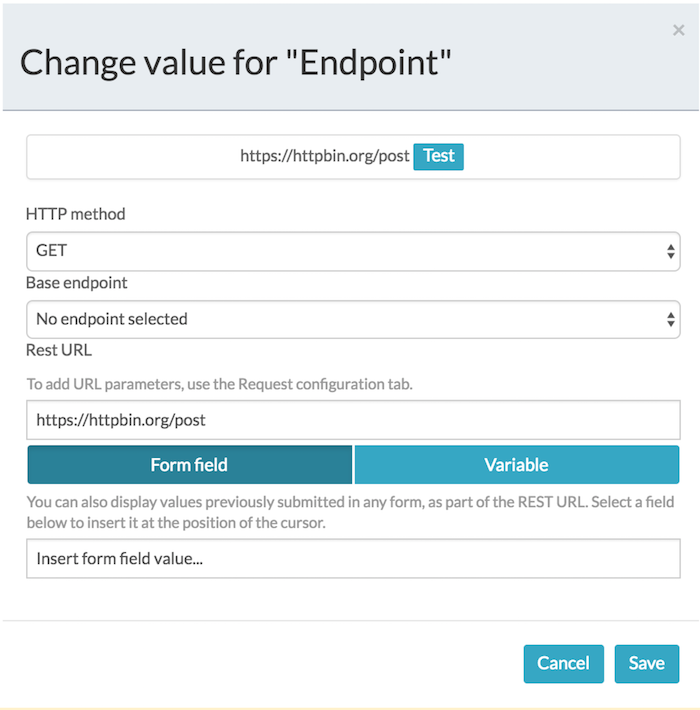 ×
Change value for "Endpoint"
https://httpbin.org/post Test
HTTP method
GET
Base endpoint
No endpoint selected
Rest URL
To add URL parameters, use the Request configuration tab.
https://httpbin.org/post
Form field Variable
You can also display values previously submitted in any form, as part of the REST URL. Select a field
below to insert it at the position of the cursor.
Insert form field value...
Cancel Save